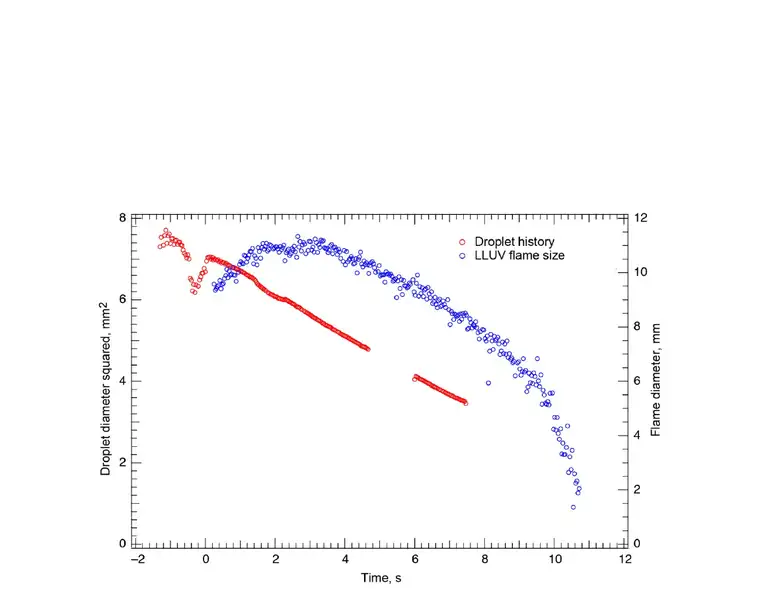 8
6
4
2
0
Droplet diameter squared, mm2
12
10
8
6
4
2
0
Flame diameter, mm
Droplet history
LLUV flame size
−2 0 2 4 6 8 10 12
Time, s